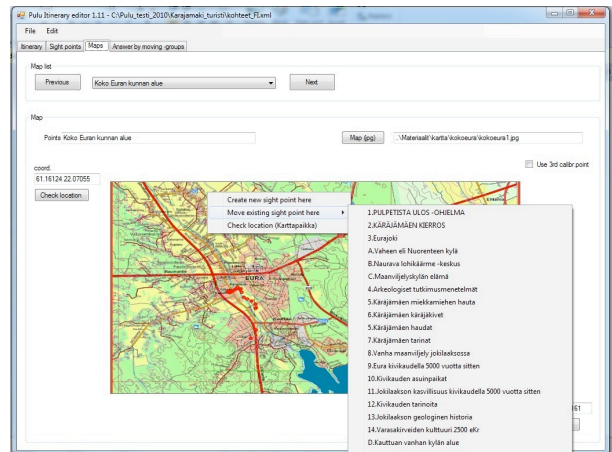 Pulu Itinerary editor 1.11 - C:\Pulu_testi_2010\Karajamaki_turisti\kohteet_FI.xml
File Edit
Itinerary Sight points Maps Answer by moving -groups
Map list
Previous Koko Euran kunnan alue Next
Map
Points Koko Euran kunnan alue Map (jpg) ..\Materiaalit\kartta\kokoeura\kokoeura1.jpg
coord. Use 3rd calibr.point
61.16124 22.07055
Check location
Create new sight point here
Move existing sight point here
Check location (Karttapaikka)
1.PULPETISTA ULOS -OHJELMA
2.KÄRÄJÄMÄEN KIERROS
3.Eurajoki
A.Vaheen eli Nuorenteen kylä
B.Naurava lohikäärme -keskus
C.Maanviljelyskylän elämä
4.Arkeologiset tutkimusmenetelmät
5.Käräjämäen miekkamiehen hauta
6.Käräjämäen käräjäkivet
5.Käräjämäen haudat
7.Käräjämäen tarinat
8.Vanha maanviljely jokilaaksossa
9.Eura kivikaudella 5000 vuotta sitten
10.Kivikauden asuinpaikat
11.Jokilaakson kasvillisuus kivikaudella 5000 vuotta sitten
12.Kivikauden tarinoita
13.Jokilaakson geologinen historia
14.Varasakirveiden kulttuuri 2500 eKr
D.Kauttuan vanhan kylän alue
EURA
161